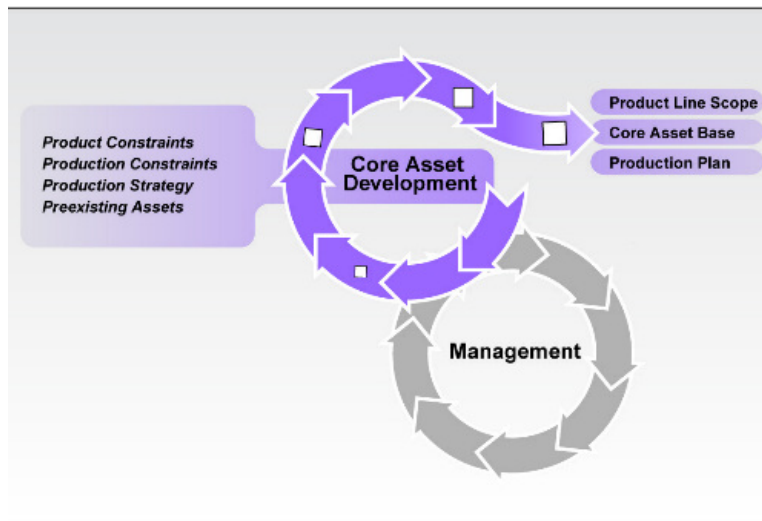 Product Constraints
Production Constraints
Production Strategy
Preexisting Assets
Core Asset
Development
Product Line Scope
Core Asset Base
Production Plan
Management